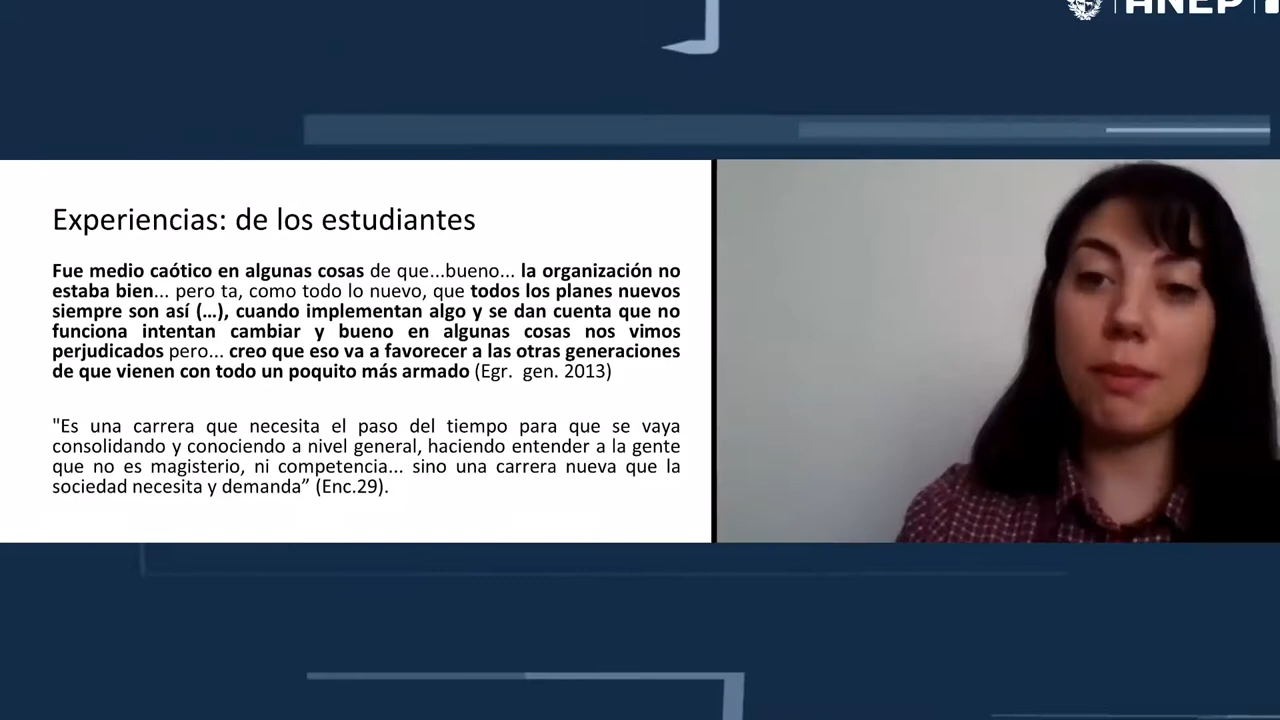 ANEP
Experiencias: de los estudiantes
Fue medio caótico en algunas cosas de que...bueno... la organización no
estaba bien... pero ta, como todo lo nuevo, que todos los planes nuevos
siempre son así (...), cuando implementan algo y se dan cuenta que no
funciona intentan cambiar y bueno en algunas cosas nos vimos
perjudicados pero... creo que eso va a favorecer a las otras generaciones
de que vienen con todo un poquito más armado (Egr. gen. 2013)
"Es una carrera que necesita el paso del tiempo para que se vaya
consolidando y conociendo a nivel general, haciendo entender a la gente
que no es magisterio, ni competencia... sino una carrera nueva que la
sociedad necesita y demanda” (Enc.29).